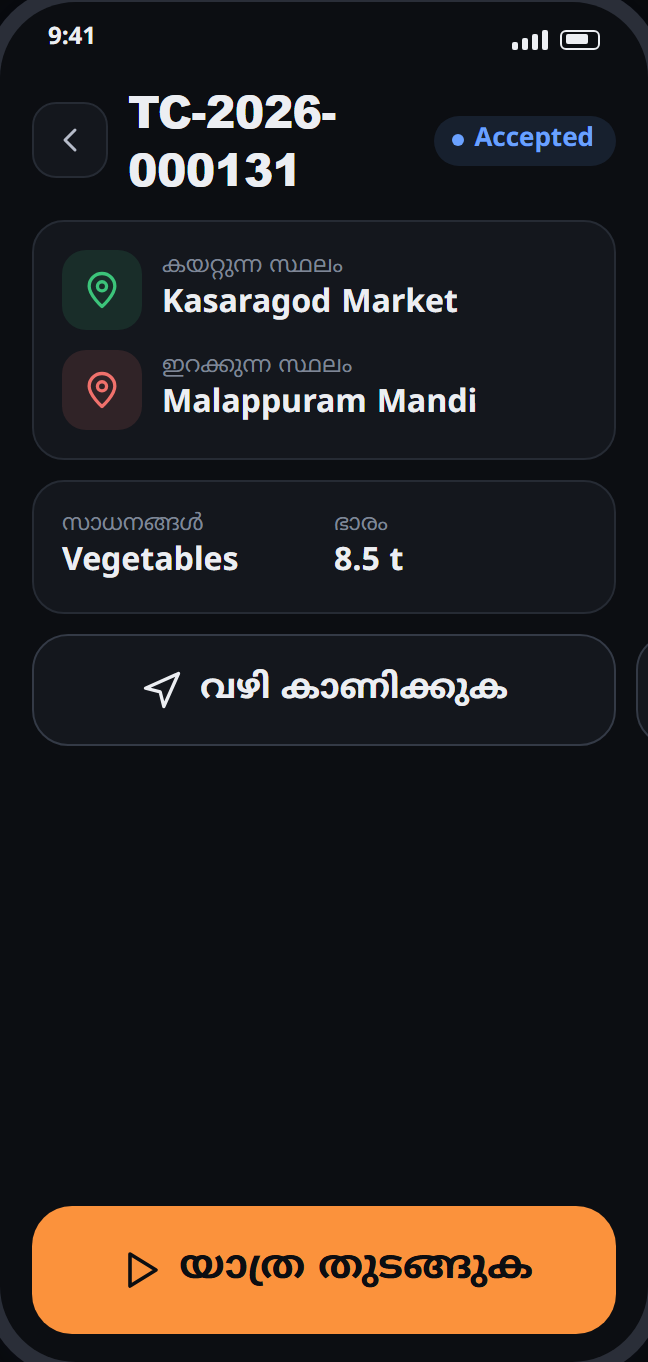 9:41
TC-2026-
000131
Accepted
കയറ്റുന്ന സ്ഥലം
Kasaragod Market
ഇറക്കുന്ന സ്ഥലം
Malappuram Mandi
സാധനങ്ങൾ
ഭാരം
Vegetables
8.5 t
വഴി കാണിക്കുക
യാത്ര തുടങ്ങുക